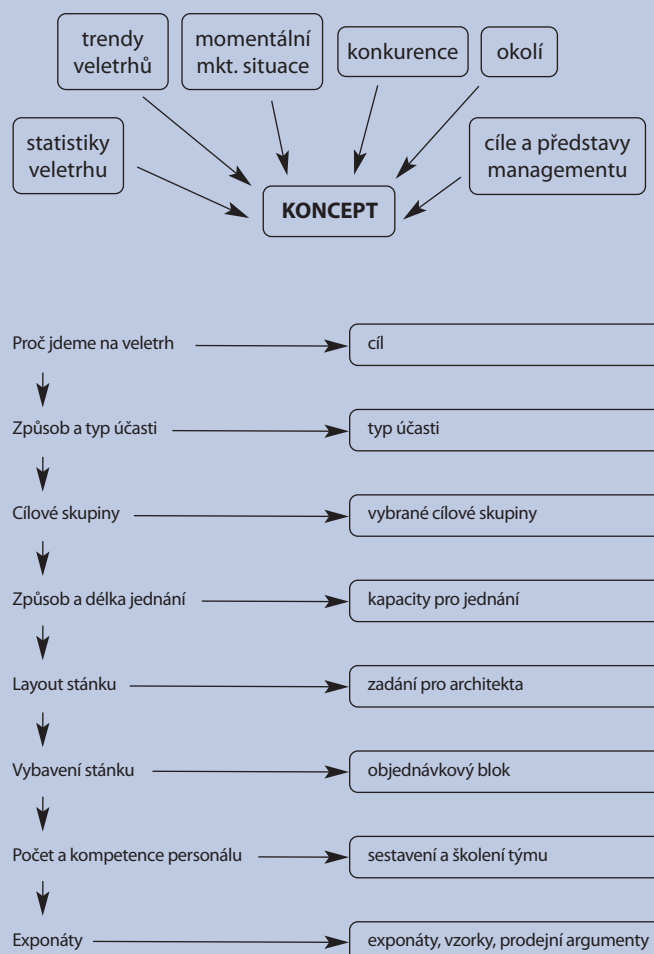 trendy
veletrhů
momentální
mkt. situace
konkurence
okolí
statistiky
veletrhu
cíle a představy
managementu
KONCEPT
Proč jdeme na veletrh
cíl
Způsob a typ účasti
typ účasti
Cílové skupiny
vybrané cílové skupiny
Způsob a délka jednání
kapacity pro jednání
Layout stánku
zadání pro architekta
Vybavení stánku
objednávkový blok
Počet a kompetence personálu
sestavení a školení týmu
Exponáty
exponáty, vzorky, prodejní argumenty